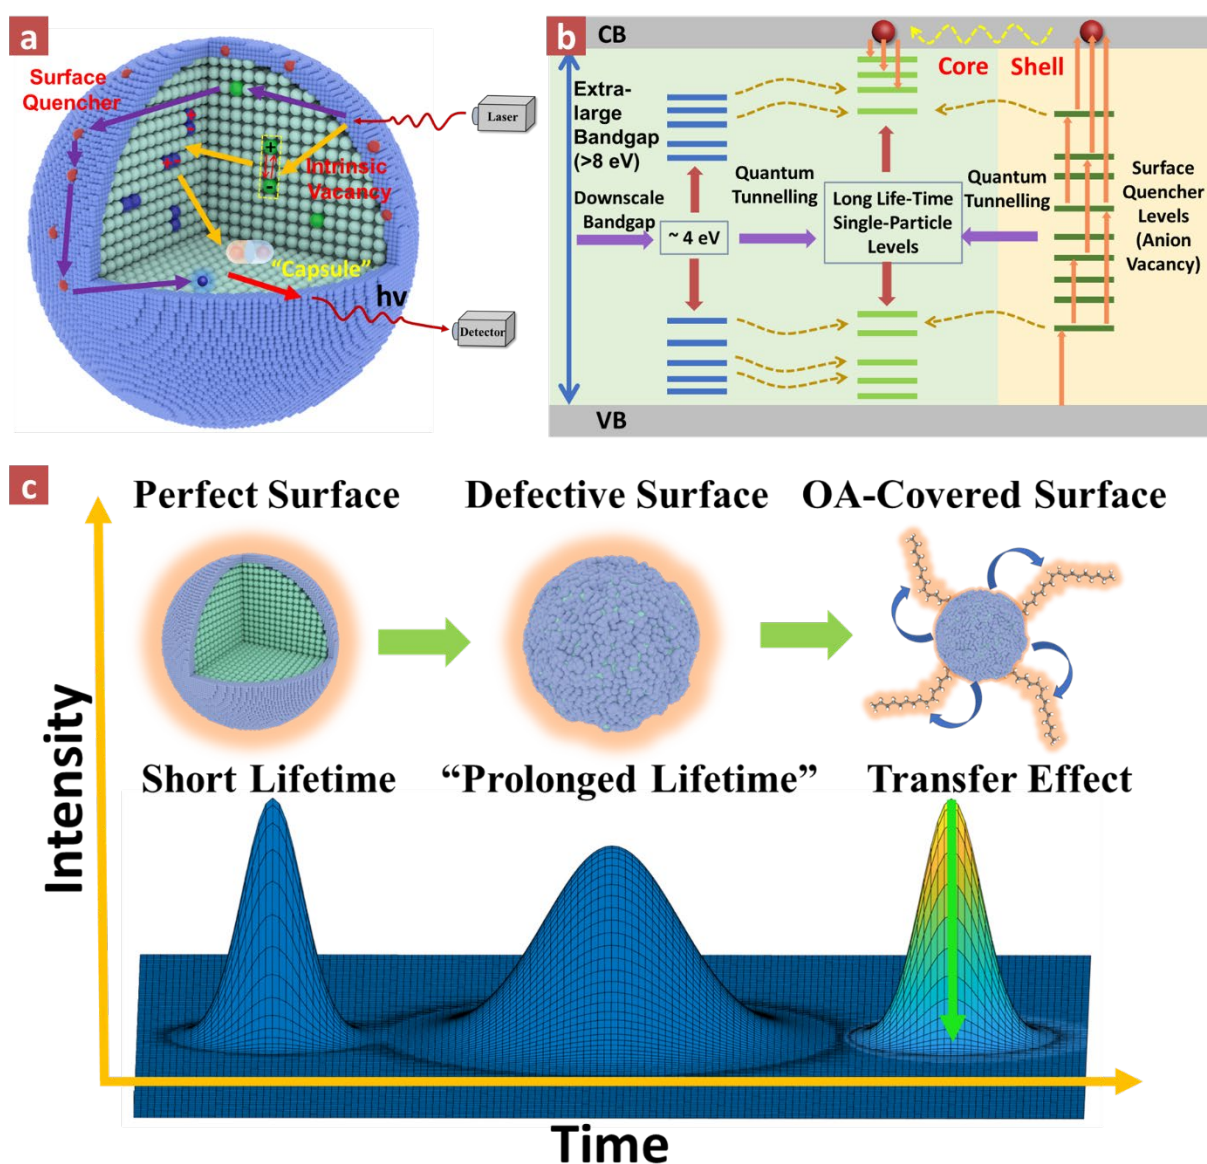 a
Surface
Quencher
Laser
+
-
Intrinsic
Vacancy
"Capsule"
hv
Detector
b
CB
Core
Shell
Extra-
large
Bandgap
(>8 eV)
Downscale
Bandgap
~ 4 eV
Quantum
Tunnelling
Long Life-Time
Single-Particle
Levels
Quantum
Tunnelling
Surface
Quencher
Levels
(Anion
Vacancy)
VB
c
Perfect Surface
Defective Surface
OA-Covered Surface
Short Lifetime
“Prolonged Lifetime”
Transfer Effect
Intensity
Time